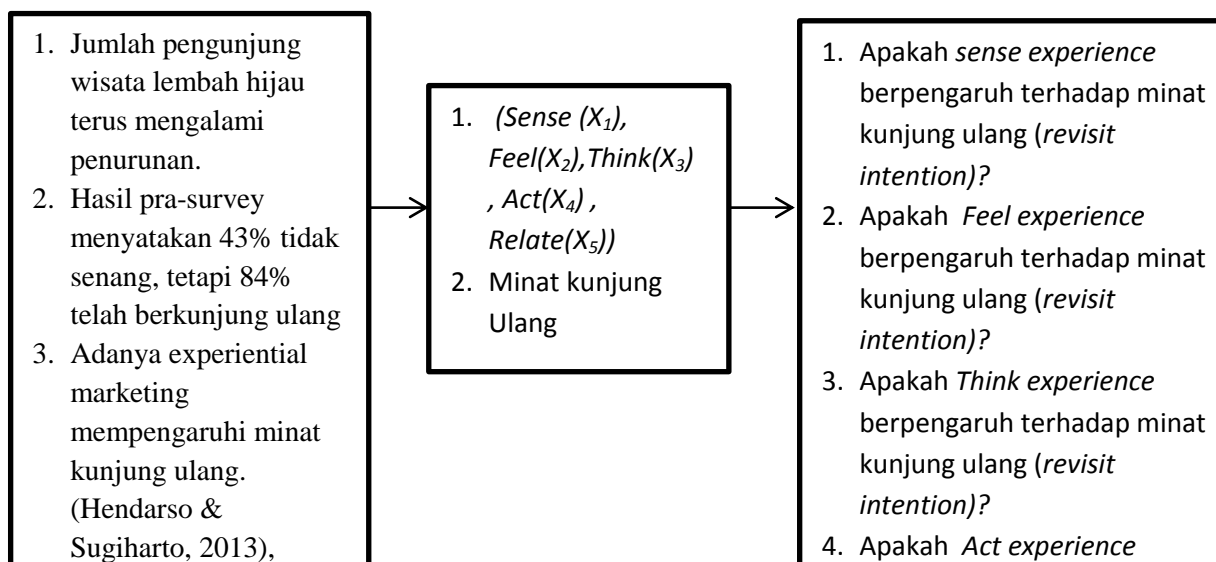 1. Jumlah pengunjung
wisata lembah hijau
terus mengalami
penurunan.
2. Hasil pra-survey
menyatakan 43% tidak
senang, tetapi 84%
telah berkunjung ulang
3. Adanya experiential
marketing
mempengaruhi minat
kunjung ulang.
(Hendarso &
Sugiharto, 2013),
1. (Sense (X₁),
Feel(X₂),Think(X₃)
, Act(X₄) ,
Relate(X₅))
2. Minat kunjung
Ulang
1. Apakah sense experience
berpengaruh terhadap minat
kunjung ulang (revisit
intention)?
2. Apakah Feel experience
berpengaruh terhadap minat
kunjung ulang (revisit
intention)?
3. Apakah Think experience
berpengaruh terhadap minat
kunjung ulang (revisit
intention)?
4. Apakah Act experience